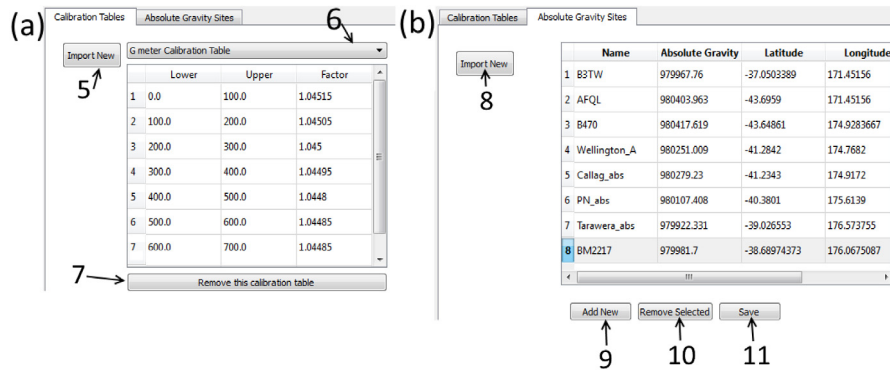 (a)
Calibration Tables Absolute Gravity Sites
6
Import New
G meter Calibration Table
5
Lower Upper Factor
1 0.0 100.0 1.04515
2 100.0 200.0 1.04505
3 200.0 300.0 1.045
4 300.0 400.0 1.04495
5 400.0 500.0 1.0448
6 500.0 600.0 1.04485
7 600.0 700.0 1.04485
7
Remove this calibration table
(b)
Calibration Tables Absolute Gravity Sites
Import New
8
Name Absolute Gravity Latitude Longitude
1 B3TW 979967.76 -37.0503389 171.45156
2 AFQL 980403.963 -43.6959 171.45156
3 B470 980417.619 -43.64861 174.9283667
4 Wellington_A 980251.009 -41.2842 174.7682
5 Callag_abs 980279.23 -41.2343 174.9172
6 PN_abs 980107.408 -40.3801 175.6139
7 Tarawera_abs 979922.331 -39.026553 176.573755
8 BM2217 979981.7 -38.68974373 176.0675087
Add New Remove Selected Save
9 10 11